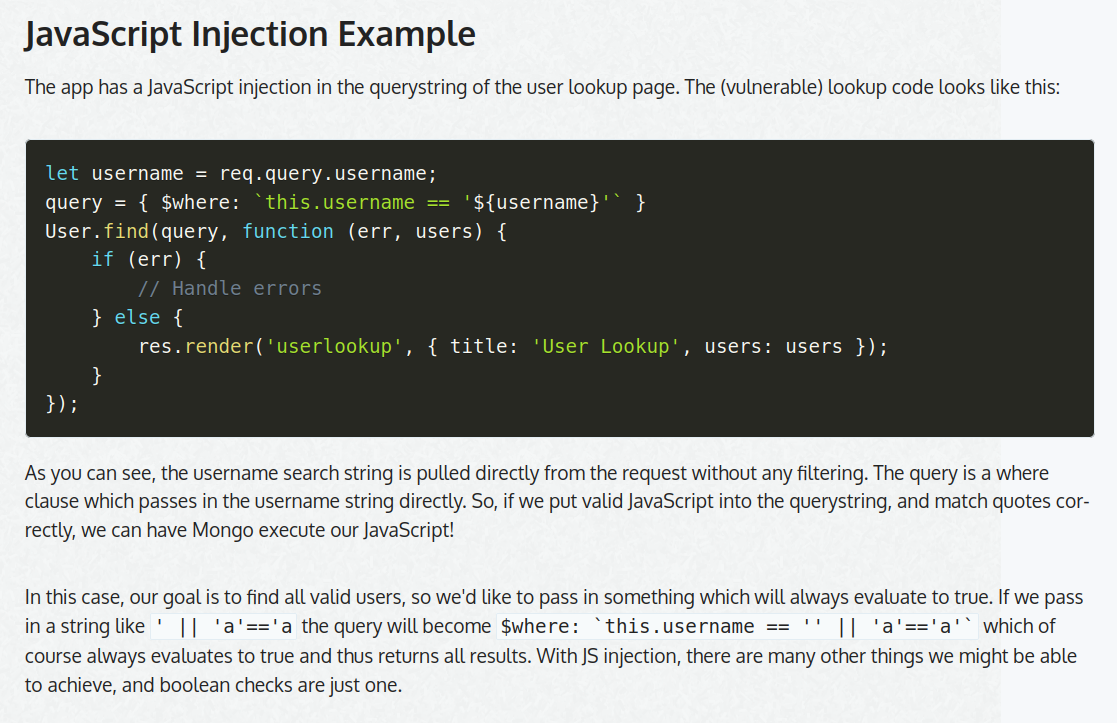 JavaScript Injection Example
The app has a JavaScript injection in the querystring of the user lookup page. The (vulnerable) lookup code looks like this:
let username = req.query.username;
query = { $where: `this.username == '${username}'` }
User.find(query, function (err, users) {
    if (err) {
        // Handle errors
    } else {
        res.render('userlookup', { title: 'User Lookup', users: users });
    }
});
As you can see, the username search string is pulled directly from the request without any filtering. The query is a where
clause which passes in the username string directly. So, if we put valid JavaScript into the querystring, and match quotes cor-
rectly, we can have Mongo execute our JavaScript!
In this case, our goal is to find all valid users, so we'd like to pass in something which will always evaluate to true. If we pass
in a string like ' || 'a'=='a the query will become $where: `this.username == '' || 'a'=='a'` which of
course always evaluates to true and thus returns all results. With JS injection, there are many other things we might be able
to achieve, and boolean checks are just one.